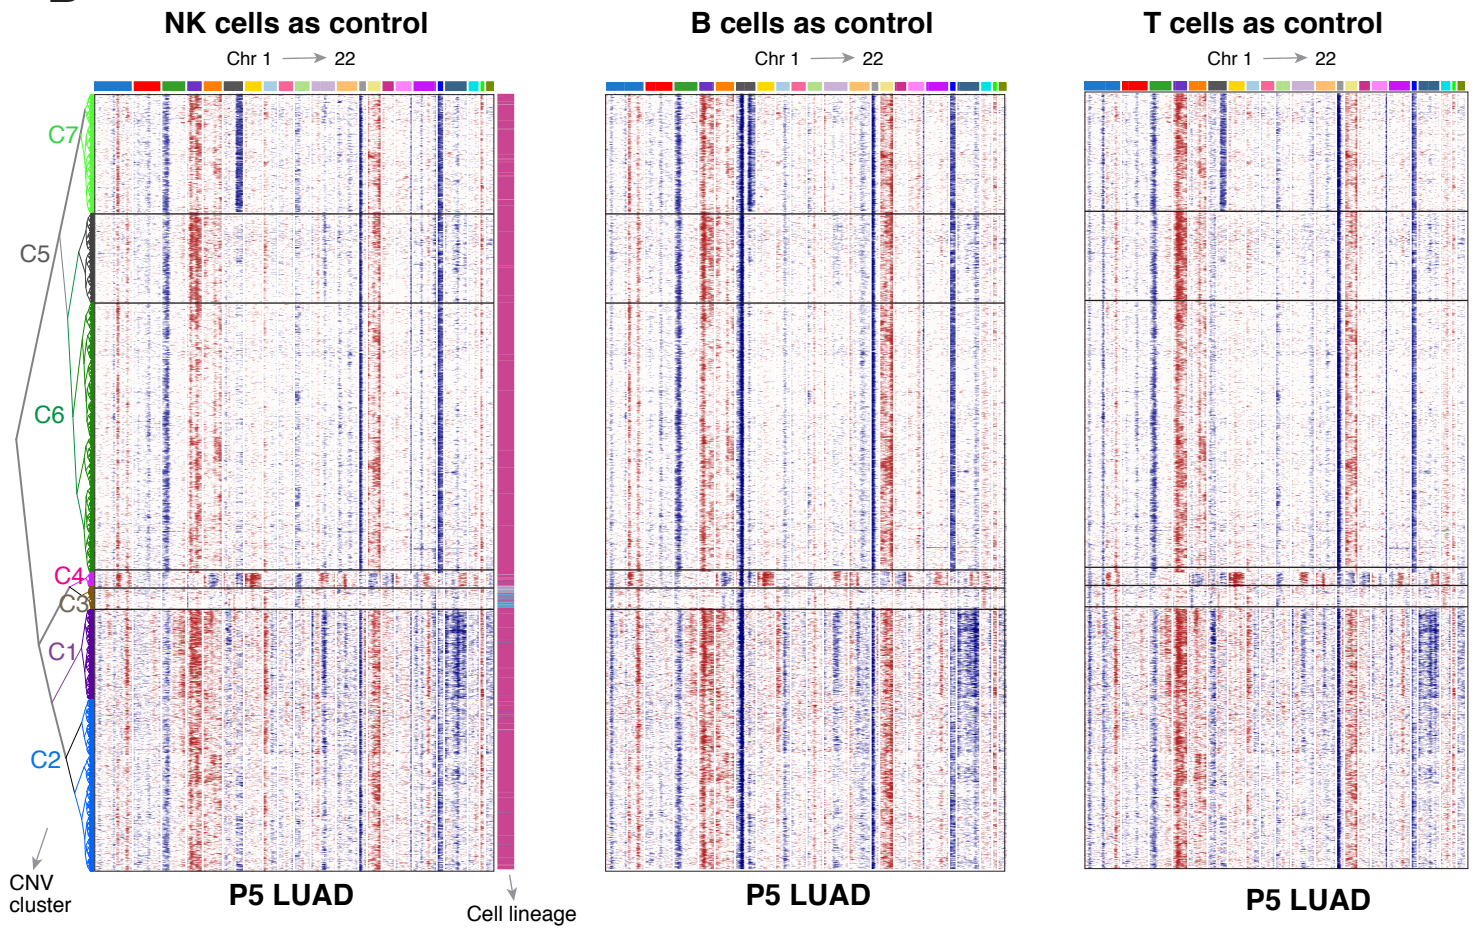 NK cells as control
B cells as control
T cells as control
Chr 1 → 22
Chr 1 → 22
Chr 1 → 22
C7
C5
C6
C4
C3
C1
C2
CNV
cluster
P5 LUAD
Cell lineage
P5 LUAD
P5 LUAD